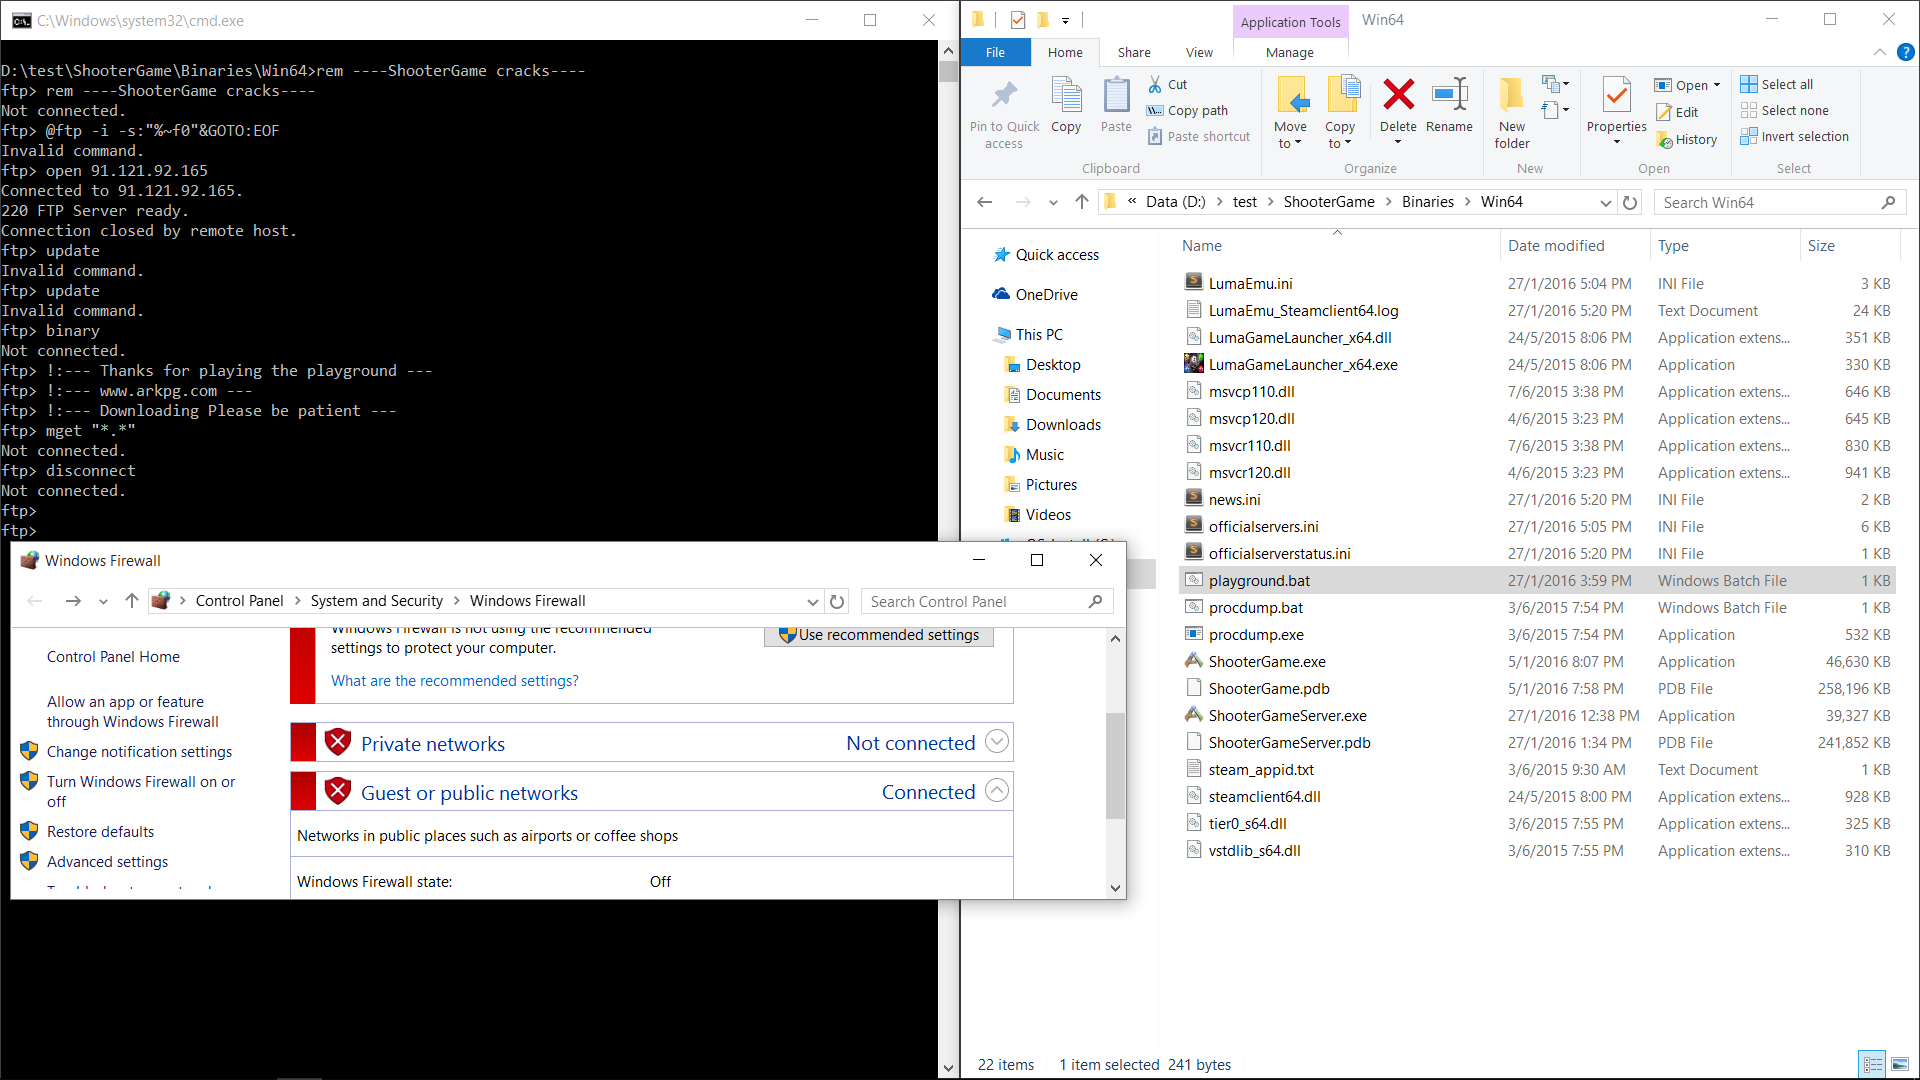 C:\Windows\system32\cmd.exe
D:\test\ShooterGame\Binaries\Win64>rem ----ShooterGame cracks----
ftp> rem ----ShooterGame cracks----
Not connected.
ftp> @ftp -i -s:"%~f0"&GOTO:EOF
Invalid command.
ftp> open 91.121.92.165
Connected to 91.121.92.165.
220 FTP Server ready.
Connection closed by remote host.
ftp> update
Invalid command.
ftp> update
Invalid command.
ftp> binary
Not connected.
ftp> !:--- Thanks for playing the playground ---
ftp> !:--- www.arkpg.com ---
ftp> !:--- Downloading Please be patient ---
ftp> mget "*.*"
Not connected.
ftp> disconnect
Not connected.
ftp>
ftp>
Windows Firewall
Control Panel > System and Security > Windows Firewall
Search Control Panel
Control Panel Home
Allow an app or feature
through Windows Firewall
Change notification settings
Turn Windows Firewall on or
off
Restore defaults
Advanced settings
Windows Firewall is not using the recommended
settings to protect your computer.
What are the recommended settings?
Use recommended settings
Private networks Not connected
Guest or public networks Connected
Networks in public places such as airports or coffee shops
Windows Firewall state: Off
Application Tools Win64
File Home Share View Manage
Pin to Quick
access
Copy
Paste
Cut
Copy path
Paste shortcut
Clipboard
Move
to
Copy
to
Delete
Rename
Organize
New
folder
New
Properties
Open
Edit
History
Open
Select all
Select none
Invert selection
Select
« Data (D:) > test > ShooterGame > Binaries > Win64
Search Win64
Quick access
OneDrive
This PC
Desktop
Documents
Downloads
Music
Pictures
Videos
Name Date modified Type Size
LumaEmu.ini 27/1/2016 5:04 PM INI File 3 KB
LumaEmu_Steamclient64.log 27/1/2016 5:20 PM Text Document 24 KB
LumaGameLauncher_x64.dll 24/5/2015 8:06 PM Application extens... 351 KB
LumaGameLauncher_x64.exe 24/5/2015 8:06 PM Application 330 KB
msvcp110.dll 7/6/2015 3:38 PM Application extens... 646 KB
msvcp120.dll 4/6/2015 3:23 PM Application extens... 645 KB
msvcr110.dll 7/6/2015 3:38 PM Application extens... 830 KB
msvcr120.dll 4/6/2015 3:23 PM Application extens... 941 KB
news.ini 27/1/2016 5:20 PM INI File 2 KB
officialservers.ini 27/1/2016 5:05 PM INI File 6 KB
officialserverstatus.ini 27/1/2016 5:20 PM INI File 1 KB
playground.bat 27/1/2016 3:59 PM Windows Batch File 1 KB
procdump.bat 3/6/2015 7:54 PM Windows Batch File 1 KB
procdump.exe 3/6/2015 7:54 PM Application 532 KB
ShooterGame.exe 5/1/2016 8:07 PM Application 46,630 KB
ShooterGame.pdb 5/1/2016 7:58 PM PDB File 258,196 KB
ShooterGameServer.exe 27/1/2016 12:38 PM Application 39,327 KB
ShooterGameServer.pdb 27/1/2016 1:34 PM PDB File 241,852 KB
steam_appid.txt 3/6/2015 9:30 AM Text Document 1 KB
steamclient64.dll 24/5/2015 8:00 PM Application extens... 928 KB
tier0_s64.dll 3/6/2015 7:55 PM Application extens... 325 KB
vstdlib_s64.dll 3/6/2015 7:55 PM Application extens... 310 KB
22 items 1 item selected 241 bytes